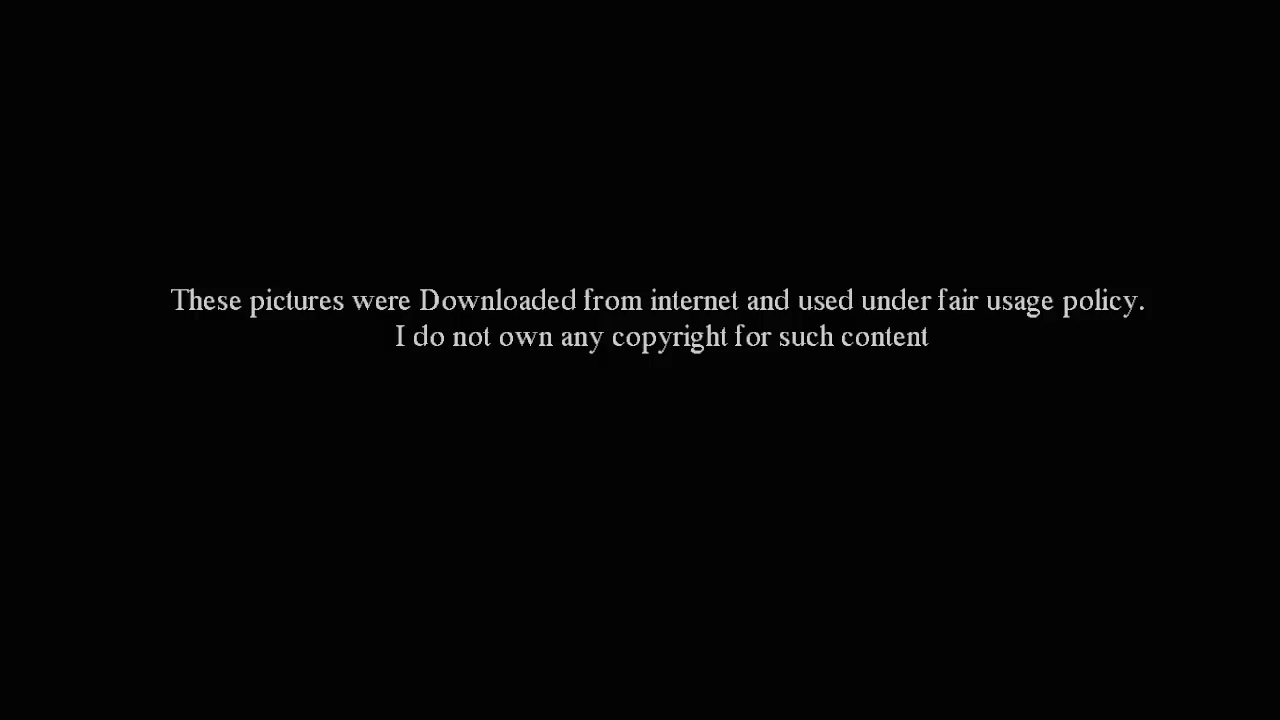 These pictures were Downloaded from internet and used under fair usage policy.
I do not own any copyright for such content